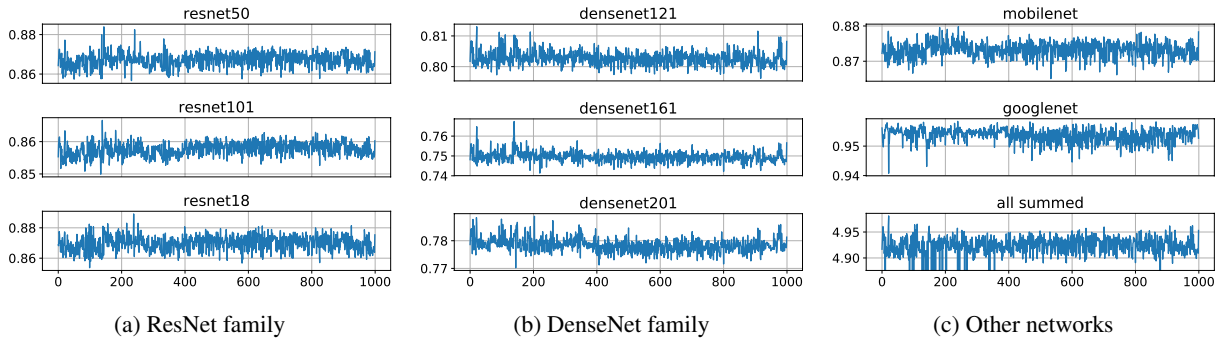 resnet50
0.88
0.86
resnet101
0.86
0.85
resnet18
0.88
0.86
0 200 400 600 800 1000
(a) ResNet family
densenet121
0.81
0.80
densenet161
0.76
0.75
0.74
densenet201
0.78
0.77
0 200 400 600 800 1000
(b) DenseNet family
mobilenet
0.88
0.87
googlenet
0.95
0.94
all summed
4.95
4.90
0 200 400 600 800 1000
(c) Other networks